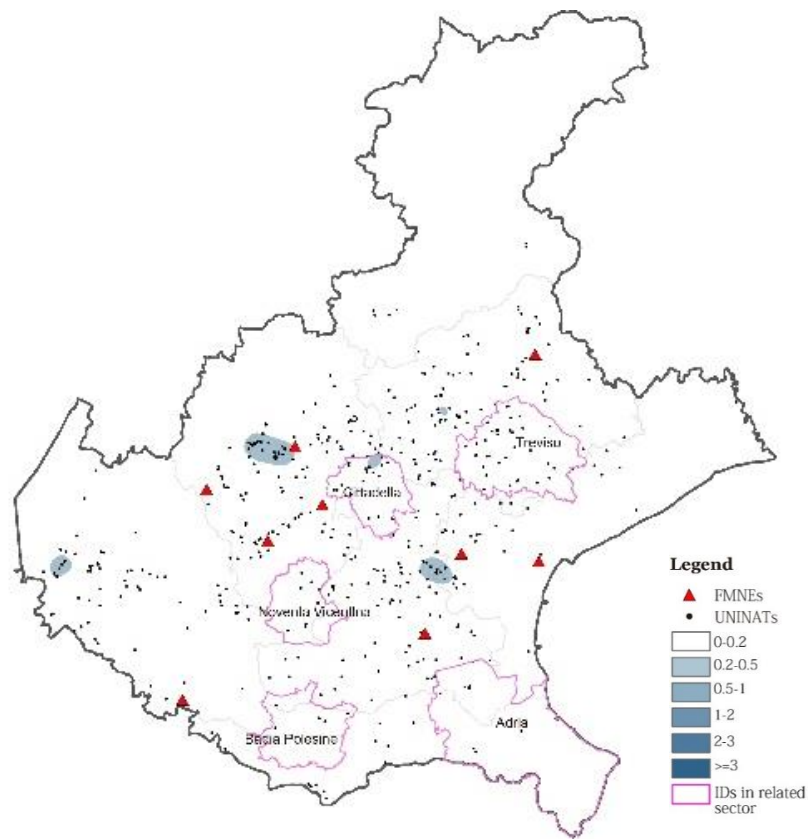 Treviso
Cittadella
Noventa Vicentina
Badia Polesine
Adria
Legend
FMNEs
UNINATs
0-0.2
0.2-0.5
0.5-1
1-2
2-3
>=3
IDs in related
sector